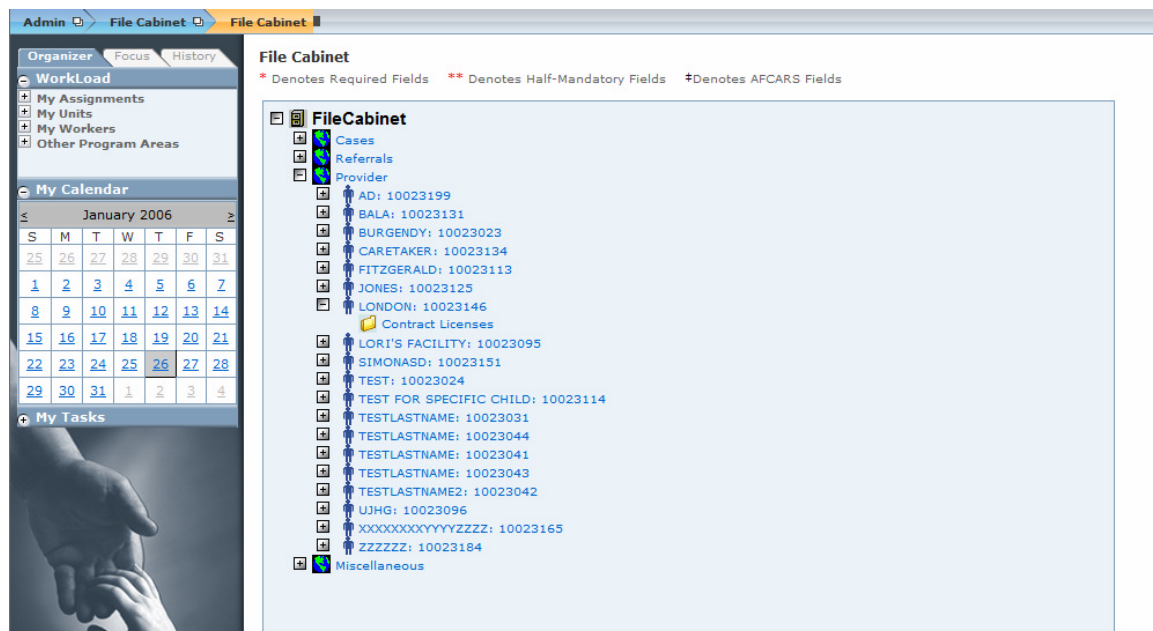 Admin File Cabinet File Cabinet
Organizer Focus History
WorkLoad
My Assignments
My Units
My Workers
Other Program Areas
My Calendar
< January 2006 >
S M T W T F S
25 26 27 28 29 30 31
1 2 3 4 5 6 7
8 9 10 11 12 13 14
15 16 17 18 19 20 21
22 23 24 25 26 27 28
29 30 31 1 2 3 4
My Tasks
File Cabinet
* Denotes Required Fields ** Denotes Half-Mandatory Fields ‡Denotes AFCARS Fields
FileCabinet
Cases
Referrals
Provider
AD: 10023199
BALA: 10023131
BURGENDY: 10023023
CARETAKER: 10023134
FITZGERALD: 10023113
JONES: 10023125
LONDON: 10023146
Contract Licenses
LORI'S FACILITY: 10023095
SIMONASD: 10023151
TEST: 10023024
TEST FOR SPECIFIC CHILD: 10023114
TESTLASTNAME: 10023031
TESTLASTNAME: 10023044
TESTLASTNAME: 10023041
TESTLASTNAME: 10023043
TESTLASTNAME2: 10023042
UJHG: 10023096
XXXXXXXXYYYYZZZZ: 10023165
ZZZZZZ: 10023184
Miscellaneous